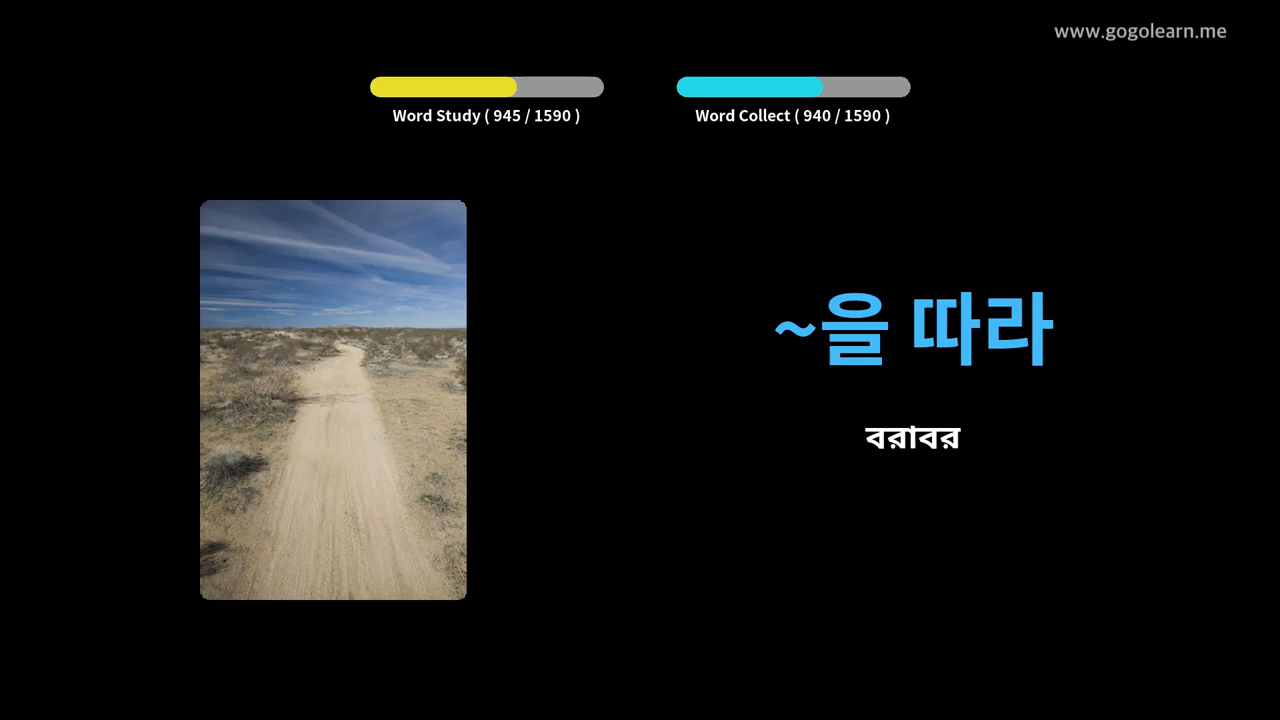 www.gogolearn.me
Word Study ( 945 / 1590 )
Word Collect ( 940 / 1590 )
~을 따라
বরাবর